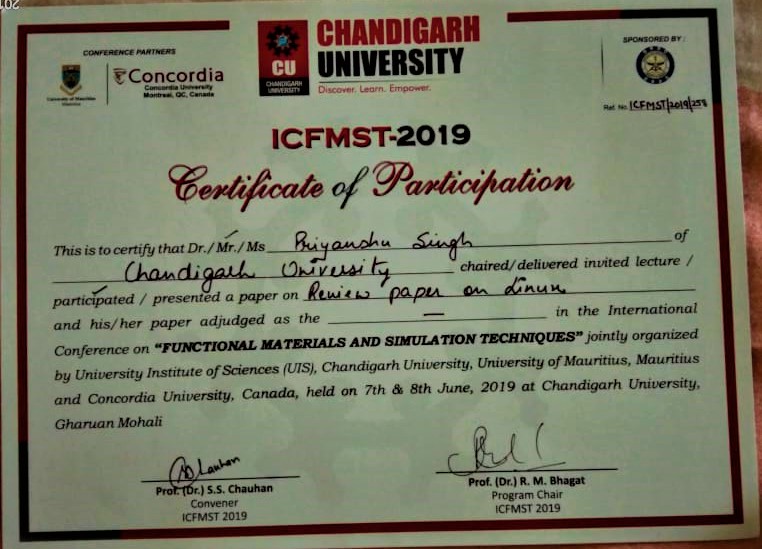 201
CHANDIGARH
UNIVERSITY
Discover. Learn. Empower.
CU
CHANDIGARH
UNIVERSITY
CONFERENCE PARTNERS
University of Mauritius
Mauritius
Concordia
Concordia University
Montreal, QC, Canada
SPONSORED BY :
Ref. No. ICFMST/2019/258
ICFMST-2019
Certificate of Participation
This is to certify that Dr./Mr./Ms Priyanshu Singh of
Chandigarh University chaired/delivered invited lecture /
participated / presented a paper on Review paper on Linux
and his/her paper adjudged as the — in the International
Conference on "FUNCTIONAL MATERIALS AND SIMULATION TECHNIQUES" jointly organized
by University Institute of Sciences (UIS), Chandigarh University, University of Mauritius, Mauritius
and Concordia University, Canada, held on 7th & 8th June, 2019 at Chandigarh University,
Gharuan Mohali
Prof. (Dr.) S.S. Chauhan
Convener
ICFMST 2019
Prof. (Dr.) R. M. Bhagat
Program Chair
ICFMST 2019